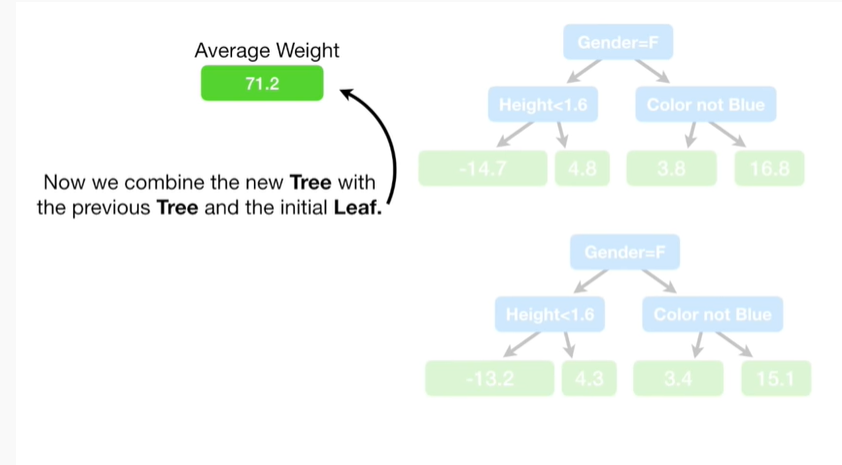 Average Weight
71.2
Now we combine the new Tree with
the previous Tree and the initial Leaf.
Gender=F
Height<1.6
Color not Blue
-14.7
4.8
3.8
16.8
Gender=F
Height<1.6
Color not Blue
-13.2
4.3
3.4
15.1